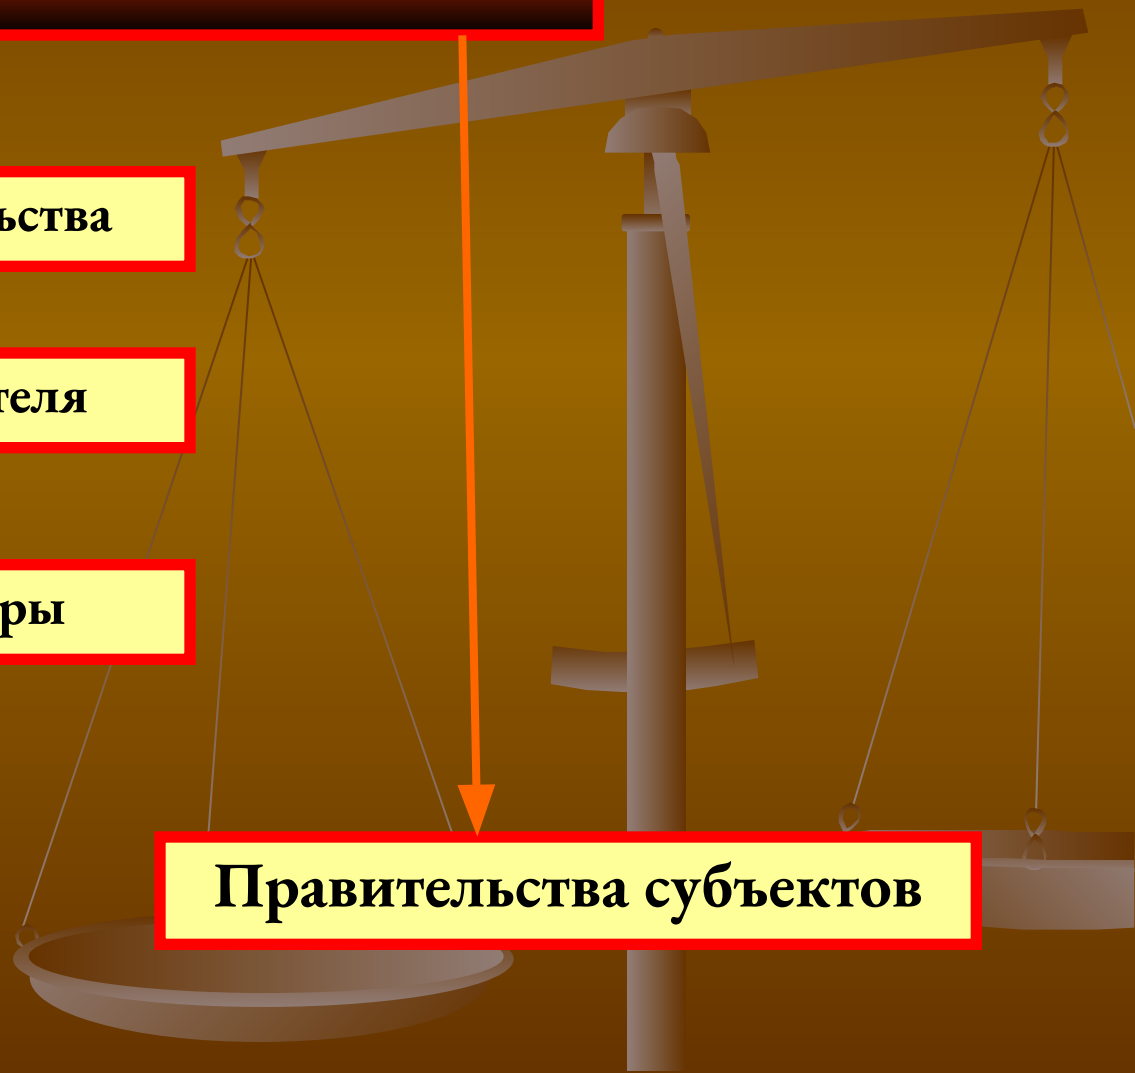 ьства
теля
ры
Правительства субъектов